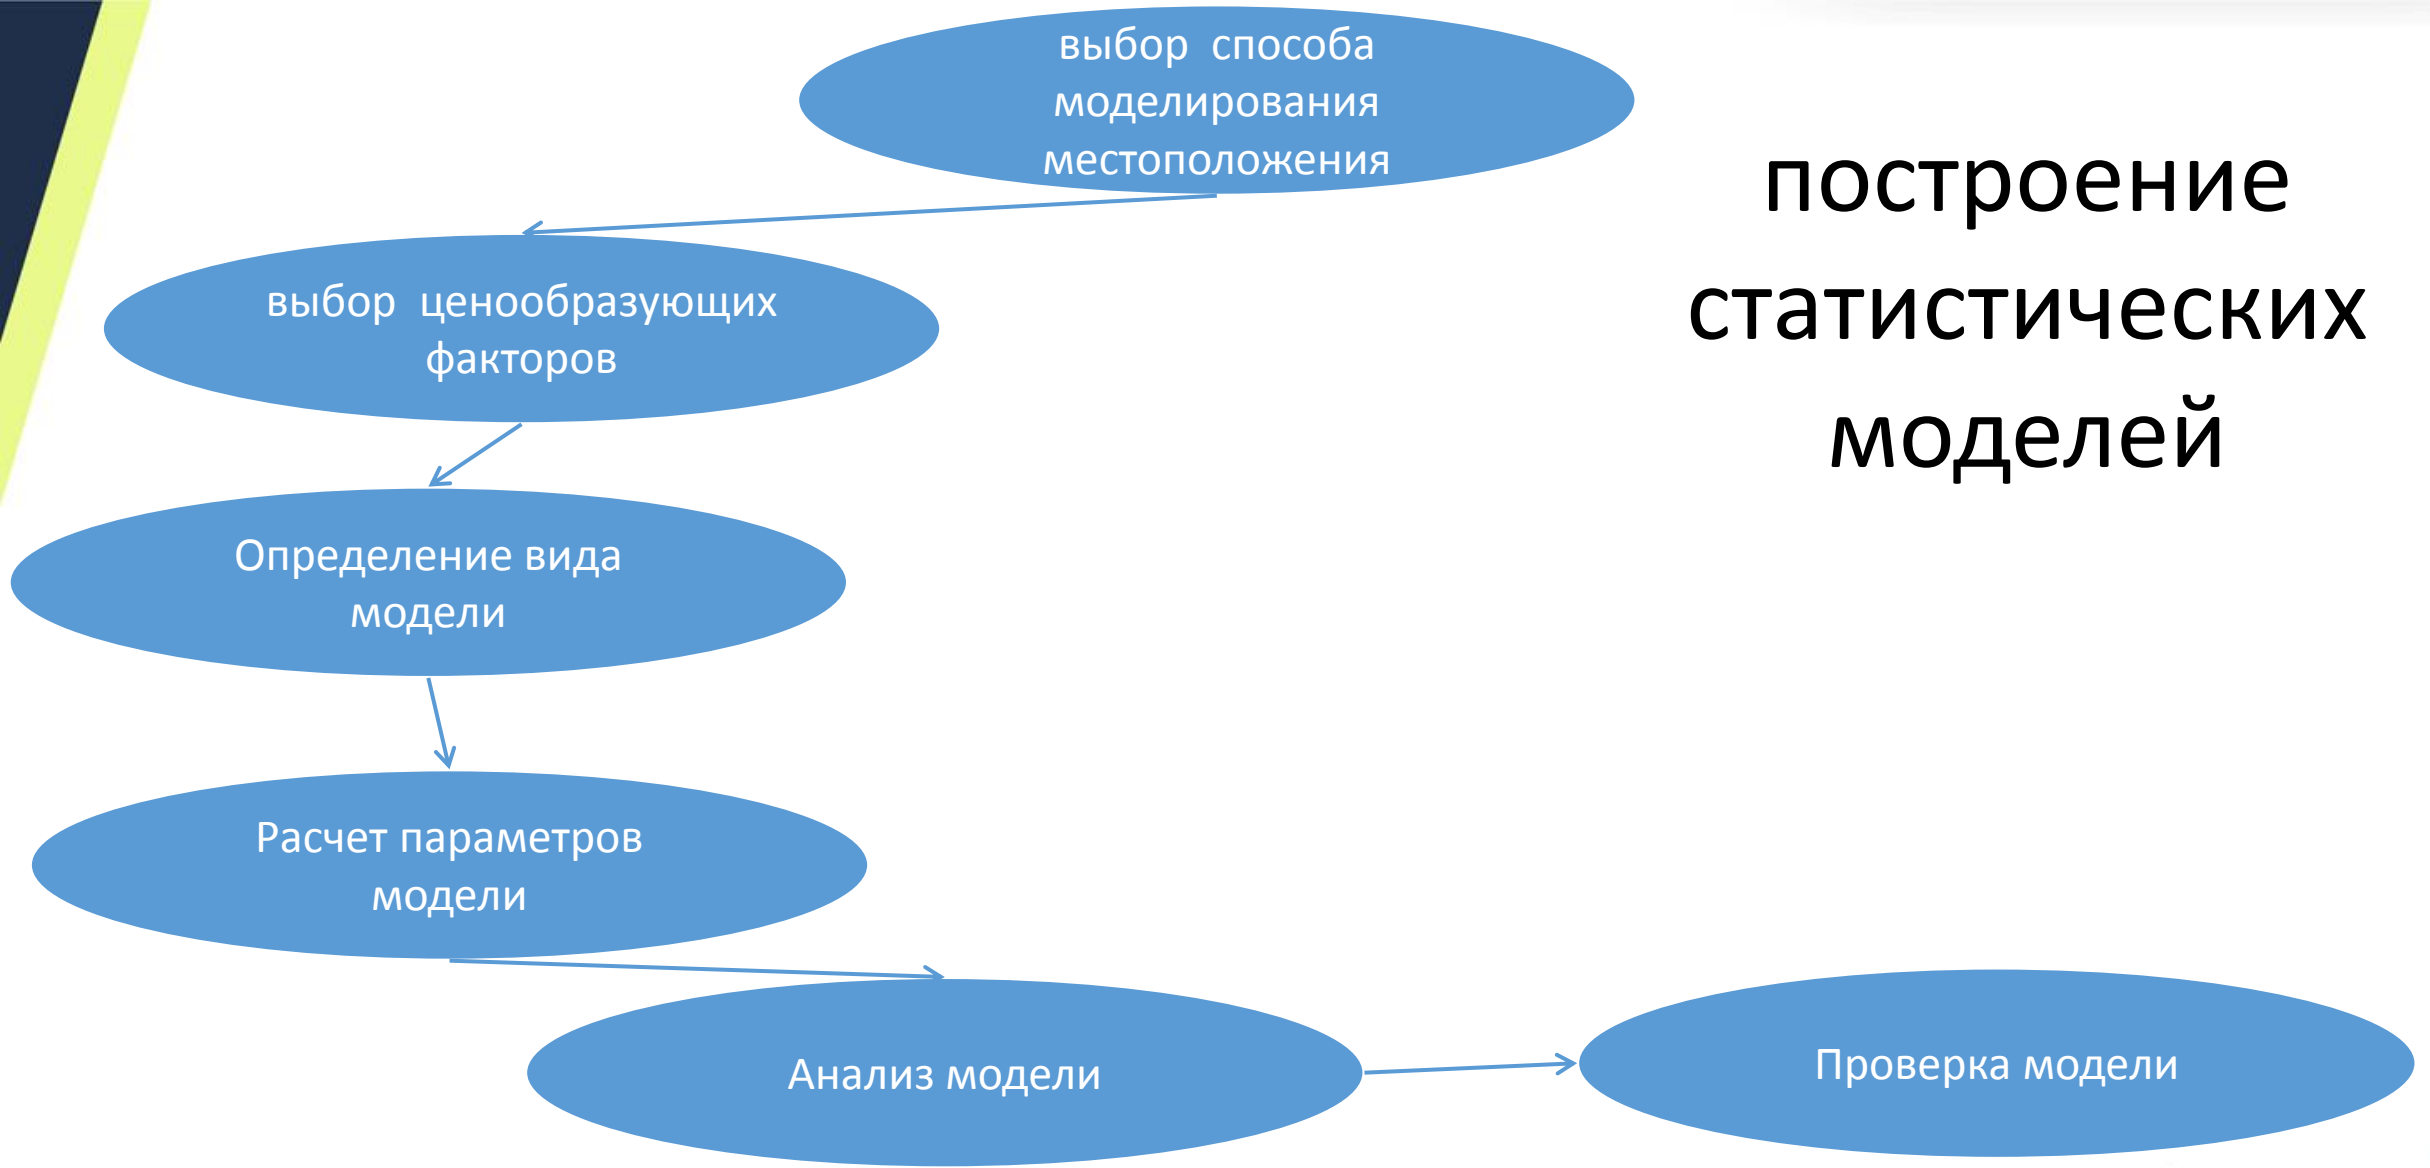 выбор  способа
моделирования
местоположения
построение
статистических
моделей
выбор  ценообразующих
факторов
Определение вида
модели
Расчет параметров
модели
Анализ модели
Проверка модели